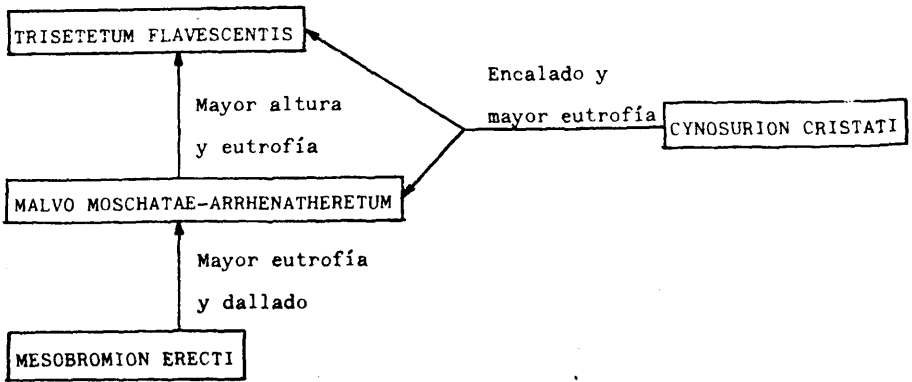 TRISETETUM FLAVESCENTIS
Encalado y
mayor eutrofía
CYNOSURION CRISTATI
Mayor altura
y eutrofía
MALVO MOSCHATAE-ARRHENATHERETUM
Mayor eutrofía
y dallado
MESOBROMION ERECTI